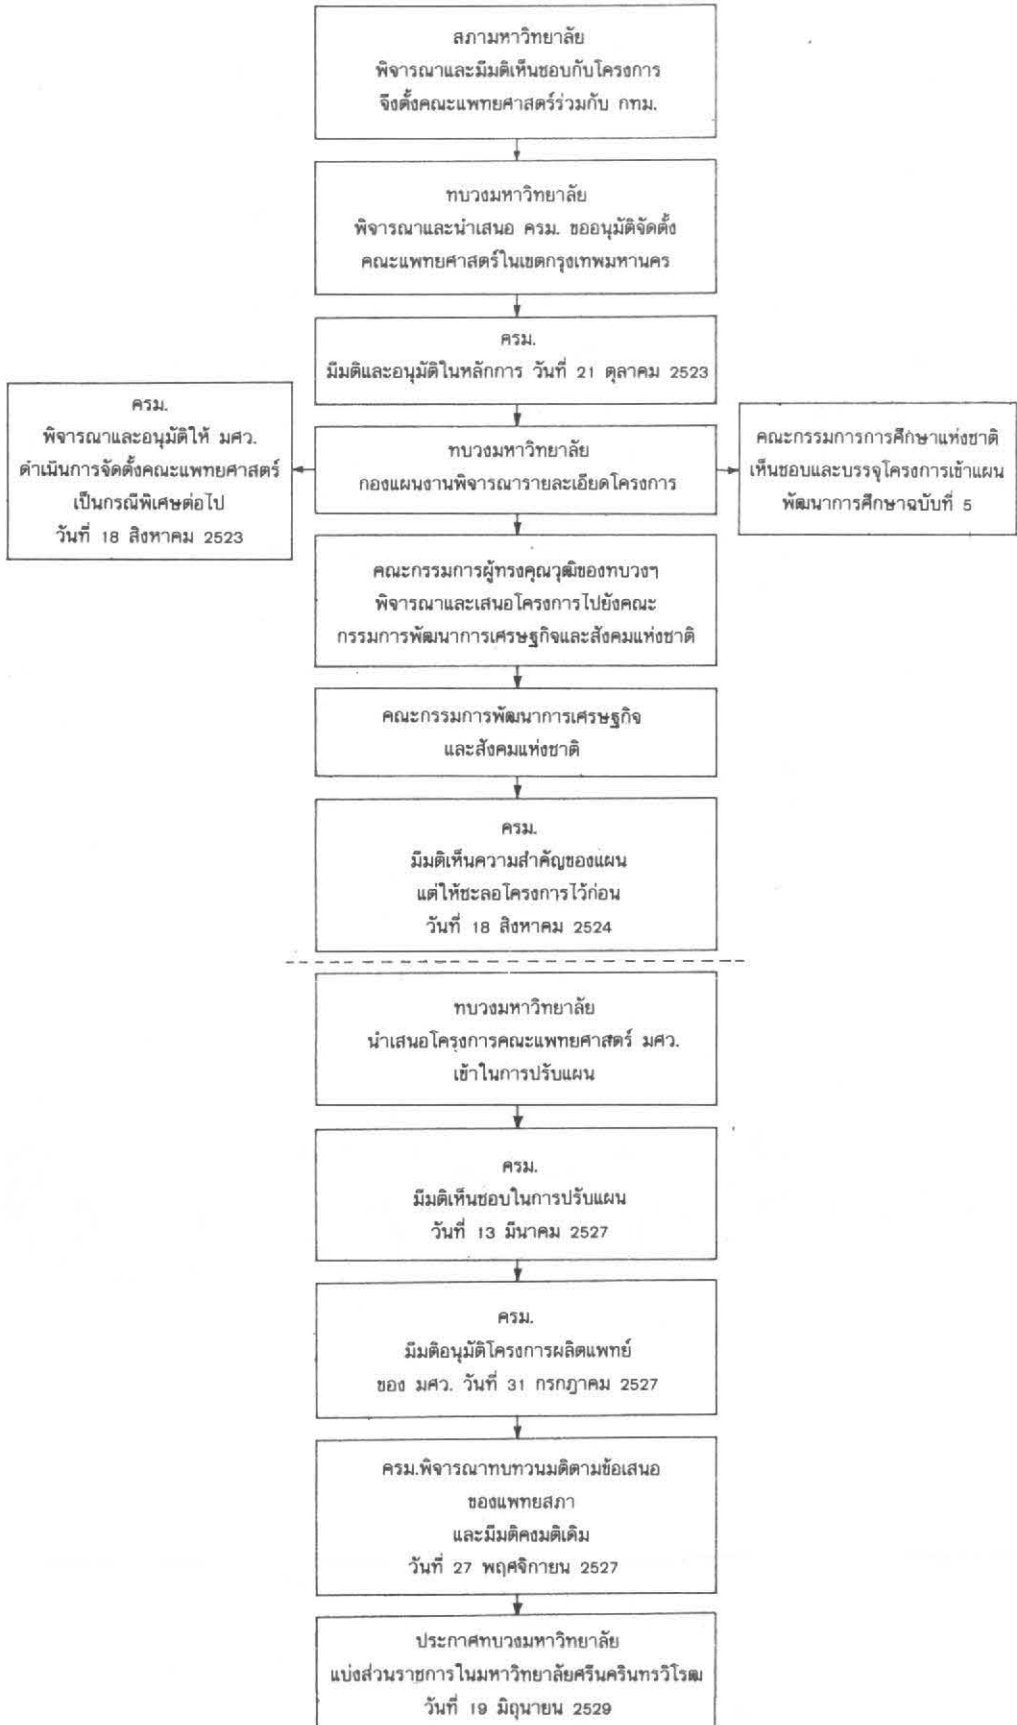 สภามหาวิทยาลัย
พิจารณาและมีมติเห็นชอบกับโครงการ
จึงตั้งคณะแพทยศาสตร์ร่วมกับ กทม.
ทบวงมหาวิทยาลัย
พิจารณาและนำเสนอ ครม. ขออนุมัติจัดตั้ง
คณะแพทยศาสตร์ในเขตกรุงเทพมหานคร
ครม.
มีมติและอนุมัติในหลักการ วันที่ 21 ตุลาคม 2523
ครม.
พิจารณาและอนุมัติให้ มศว.
ดำเนินการจัดตั้งคณะแพทยศาสตร์
เป็นกรณีพิเศษต่อไป
วันที่ 18 สิงหาคม 2523
ทบวงมหาวิทยาลัย
กองแผนงานพิจารณารายละเอียดโครงการ
คณะกรรมการการศึกษาแห่งชาติ
เห็นชอบและบรรจุโครงการเข้าแผน
พัฒนาการศึกษาฉบับที่ 5
คณะกรรมการผู้ทรงคุณวุฒิของทบวงฯ
พิจารณาและเสนอโครงการไปยังคณะ
กรรมการพัฒนาการเศรษฐกิจและสังคมแห่งชาติ
คณะกรรมการพัฒนาการเศรษฐกิจ
และสังคมแห่งชาติ
ครม.
มีมติเห็นความสำคัญของแผน
แต่ให้ชะลอโครงการไว้ก่อน
วันที่ 18 สิงหาคม 2524
ทบวงมหาวิทยาลัย
นำเสนอโครงการคณะแพทยศาสตร์ มศว.
เข้าในการปรับแผน
ครม.
มีมติเห็นชอบในการปรับแผน
วันที่ 13 มีนาคม 2527
ครม.
มีมติอนุมัติโครงการผลิตแพทย์
ของ มศว. วันที่ 31 กรกฎาคม 2527
ครม.พิจารณาทบทวนมติตามข้อเสนอ
ของแพทยสภา
และมีมติคงมติเดิม
วันที่ 27 พฤศจิกายน 2527
ประกาศทบวงมหาวิทยาลัย
แบ่งส่วนราชการในมหาวิทยาลัยศรีนครินทรวิโรฒ
วันที่ 19 มิถุนายน 2529